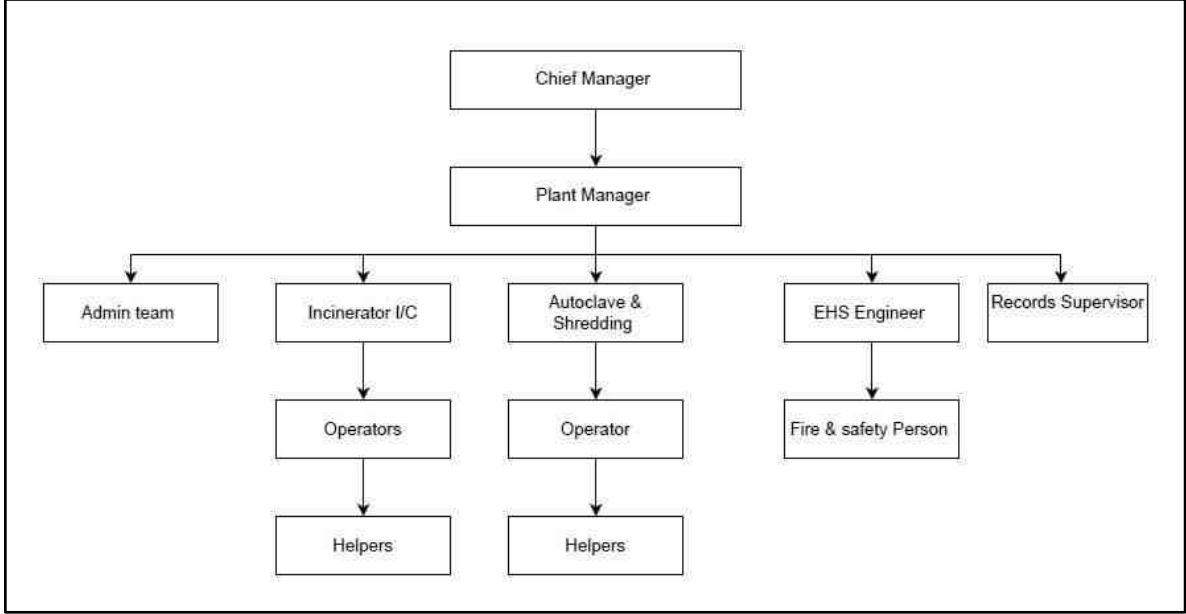 Chief Manager
Plant Manager
Admin team
Incinerator I/C
Autoclave &
Shredding
EHS Engineer
Records Supervisor
Operators
Operator
Fire & safety Person
Helpers
Helpers